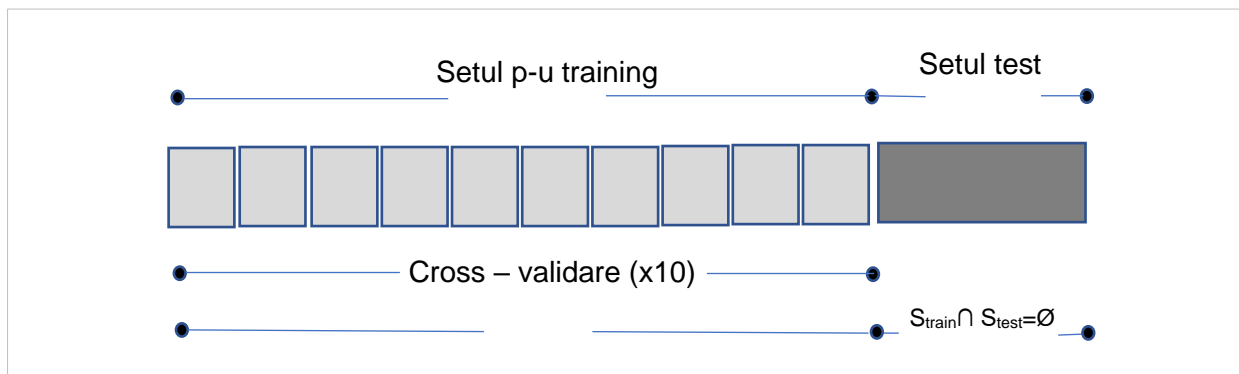 Setul p-u training
Setul test
Cross – validare (x10)
Strain∩ Stest=Ø